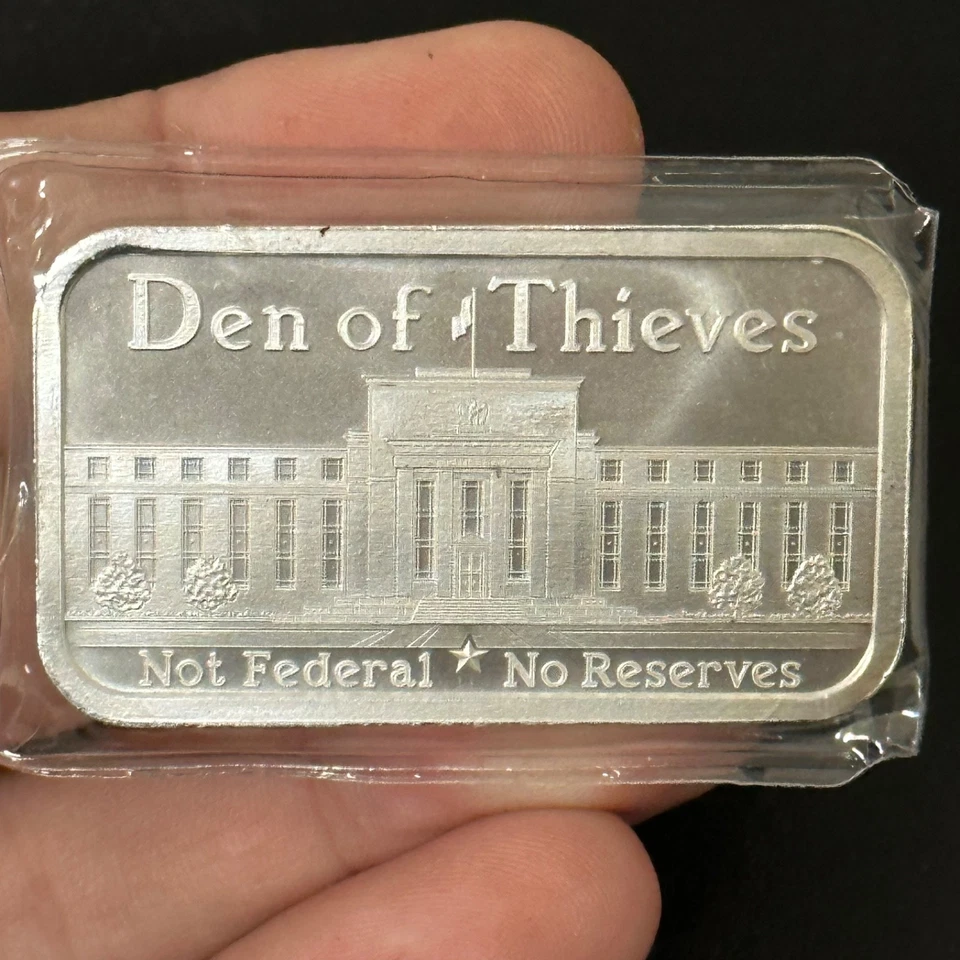 Den of Thieves
Not Federal ★ No Reserves